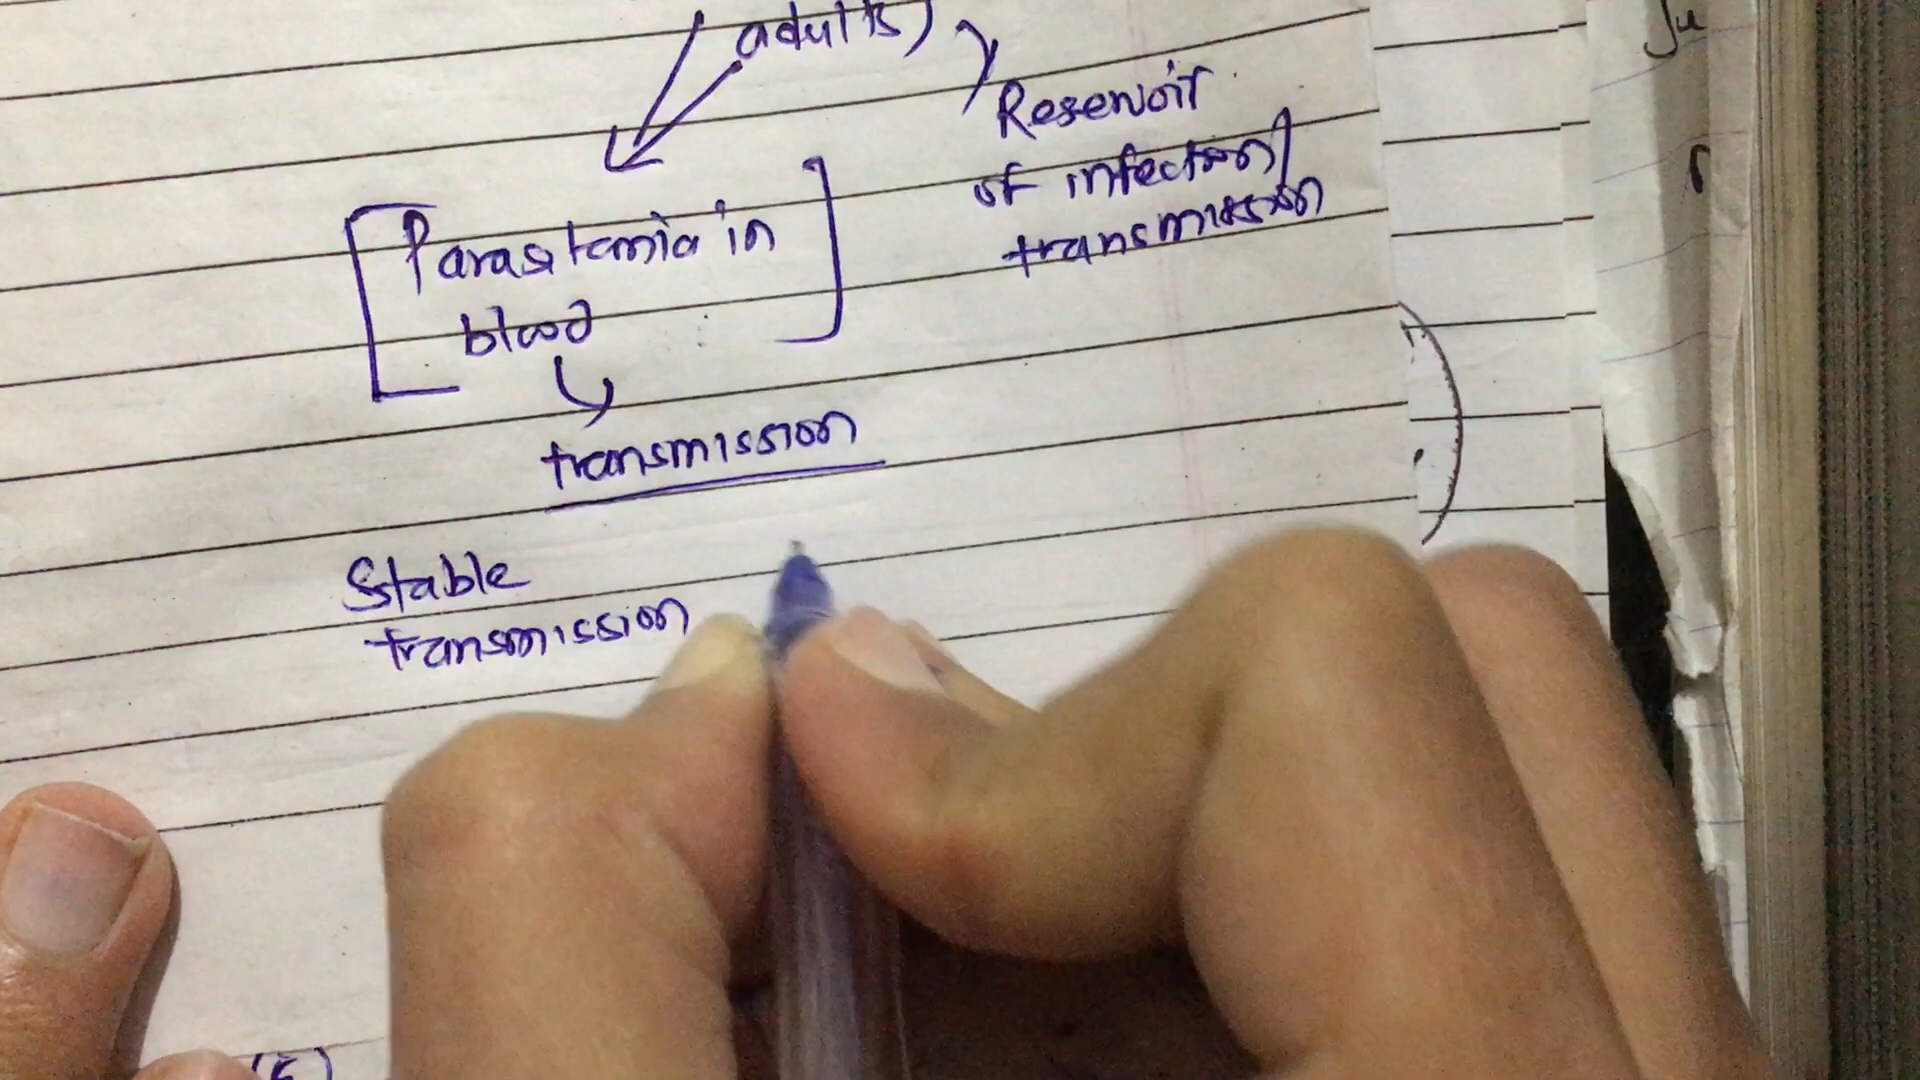 adults)
Reservoir
of infection/
transmission
Parasitemia in
blood
transmission
Stable
transmission